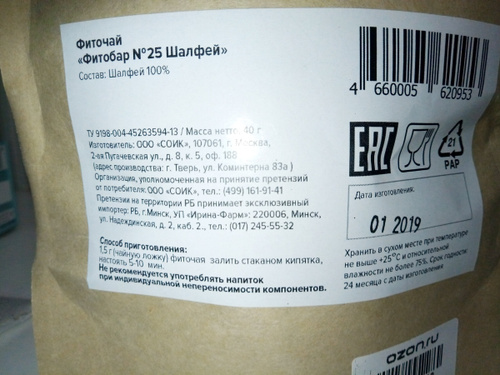 Фиточай
«Фитобар №25 Шалфей»
Состав: Шалфей 100%
ТУ 9198-004-45263594-13 / Масса нетто: 40 г
Изготовитель: ООО «СОИК», 107061, г. Москва,
2-ая Пугачевская ул., д. 8, к. 5, оф. 188
(адрес производства: г. Тверь, ул. Коминтерна 83а)
Организация, уполномоченная на принятие претензий
от потребителя: ООО «СОИК», тел.: (499) 161-91-41
Претензии на территории РБ принимает эксклюзивный
импортер: РБ, г.Минск, УП «Ирина-Фарм»: 220006, Минск,
ул. Надеждинская, д. 2, каб. 2., тел.: (017) 245-55-32
Способ приготовления:
1,5 г (чайную ложку) фиточая залить стаканом кипятка,
настоять 5-10 мин.
Не рекомендуется употреблять напиток
при индивидуальной непереносимости компонентов.
4 660005 620953
EAC
21
PAP
Дата изготовления:
01 2019
Хранить в сухом месте при температуре
не выше +25°С и относительной
влажности не более 75%. Срок годности:
24 месяца с даты изготовления
ozon.ru